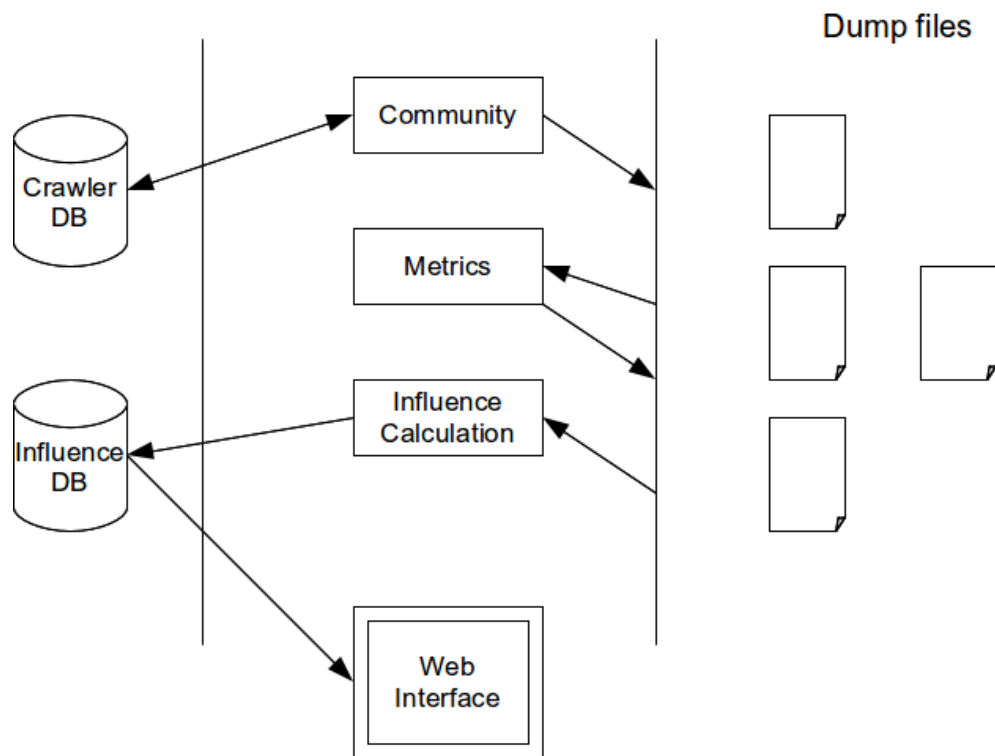 Dump files
Community
Crawler
DB
Metrics
Influence
Calculation
Influence
DB
Web
Interface